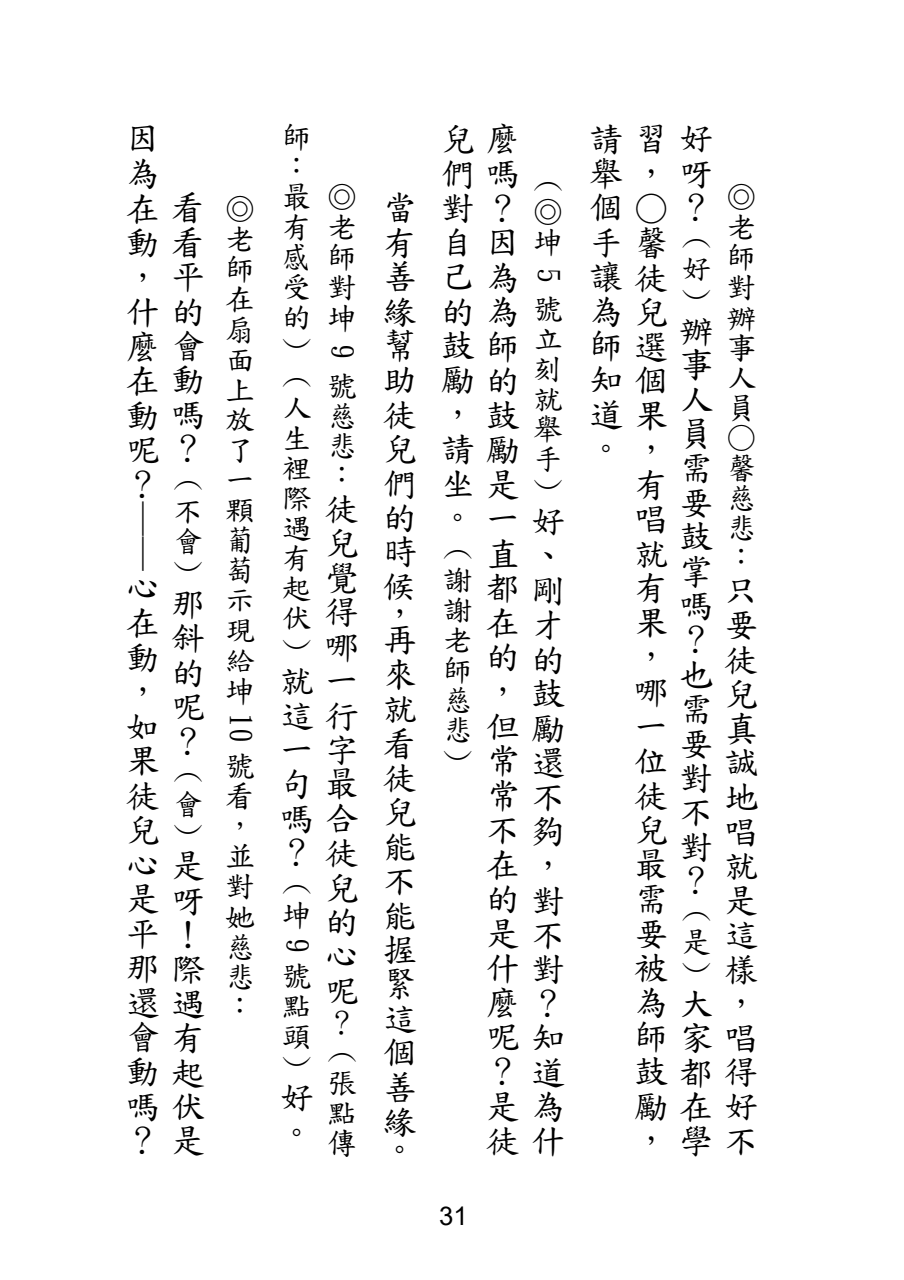 ◎老師對辦事人員◯馨慈悲：只要徒兒真誠地唱就是這樣，唱得好不
好呀？（好）辦事人員需要鼓掌嗎？也需要對不對？（是）大家都在學
習，◯馨徒兒選個果，有唱就有果，哪一位徒兒最需要被為師鼓勵，
請舉個手讓為師知道。
（◎坤 5 號立刻就舉手）好、剛才的鼓勵還不夠，對不對？知道為什
麼嗎？因為為師的鼓勵是一直都在的，但常常不在的是什麼呢？是徒
兒們對自己的鼓勵，請坐。（謝謝老師慈悲）
當有善緣幫助徒兒們的時候，再來就看徒兒能不能握緊這個善緣。
◎老師對坤 9 號慈悲：徒兒覺得哪一行字最合徒兒的心呢？（張點傳
師：最有感受的）（人生裡際遇有起伏）就這一句嗎？（坤 9 號點頭）好。
◎老師在扇面上放了一顆葡萄示現給坤 10 號看，並對她慈悲：
看看平的會動嗎？（不會）那斜的呢？（會）是呀！際遇有起伏是
因為在動，什麼在動呢？——心在動，如果徒兒心是平那還會動嗎？
31